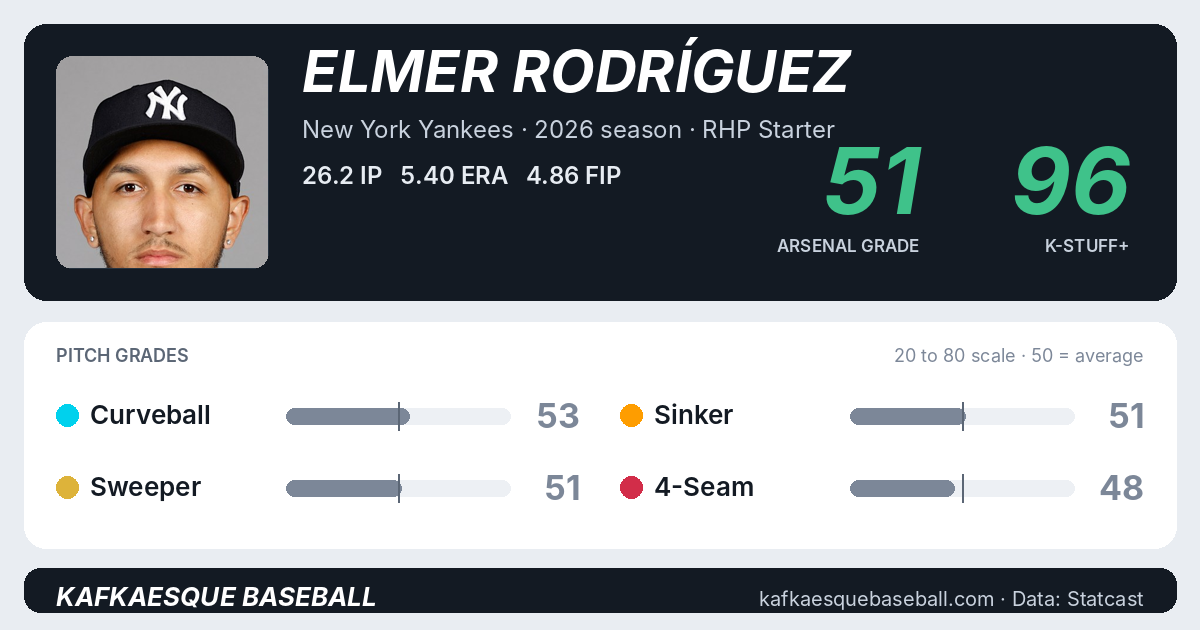 ELMER RODRÍGUEZ
New York Yankees · 2026 season · RHP Starter
26.2 IP 5.40 ERA 4.86 FIP
51 96
ARSENAL GRADE K-STUFF+
PITCH GRADES 20 to 80 scale · 50 = average
Curveball 53 Sinker 51
Sweeper 51 4-Seam 48
KAFKAESQUE BASEBALL kafkaesquebaseball.com · Data: Statcast
NY